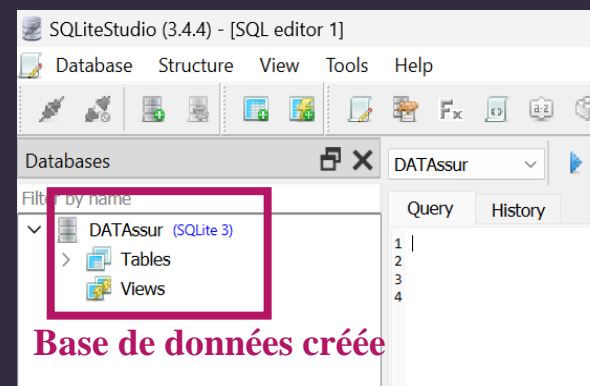 SQLiteStudio (3.4.4) - [SQL editor 1]
Database Structure View Tools Help
Databases
DATAssur
Filter by name
Query History
DATAssur (SQLite 3)
Tables
Views
1
2
3
4
Base de données créée